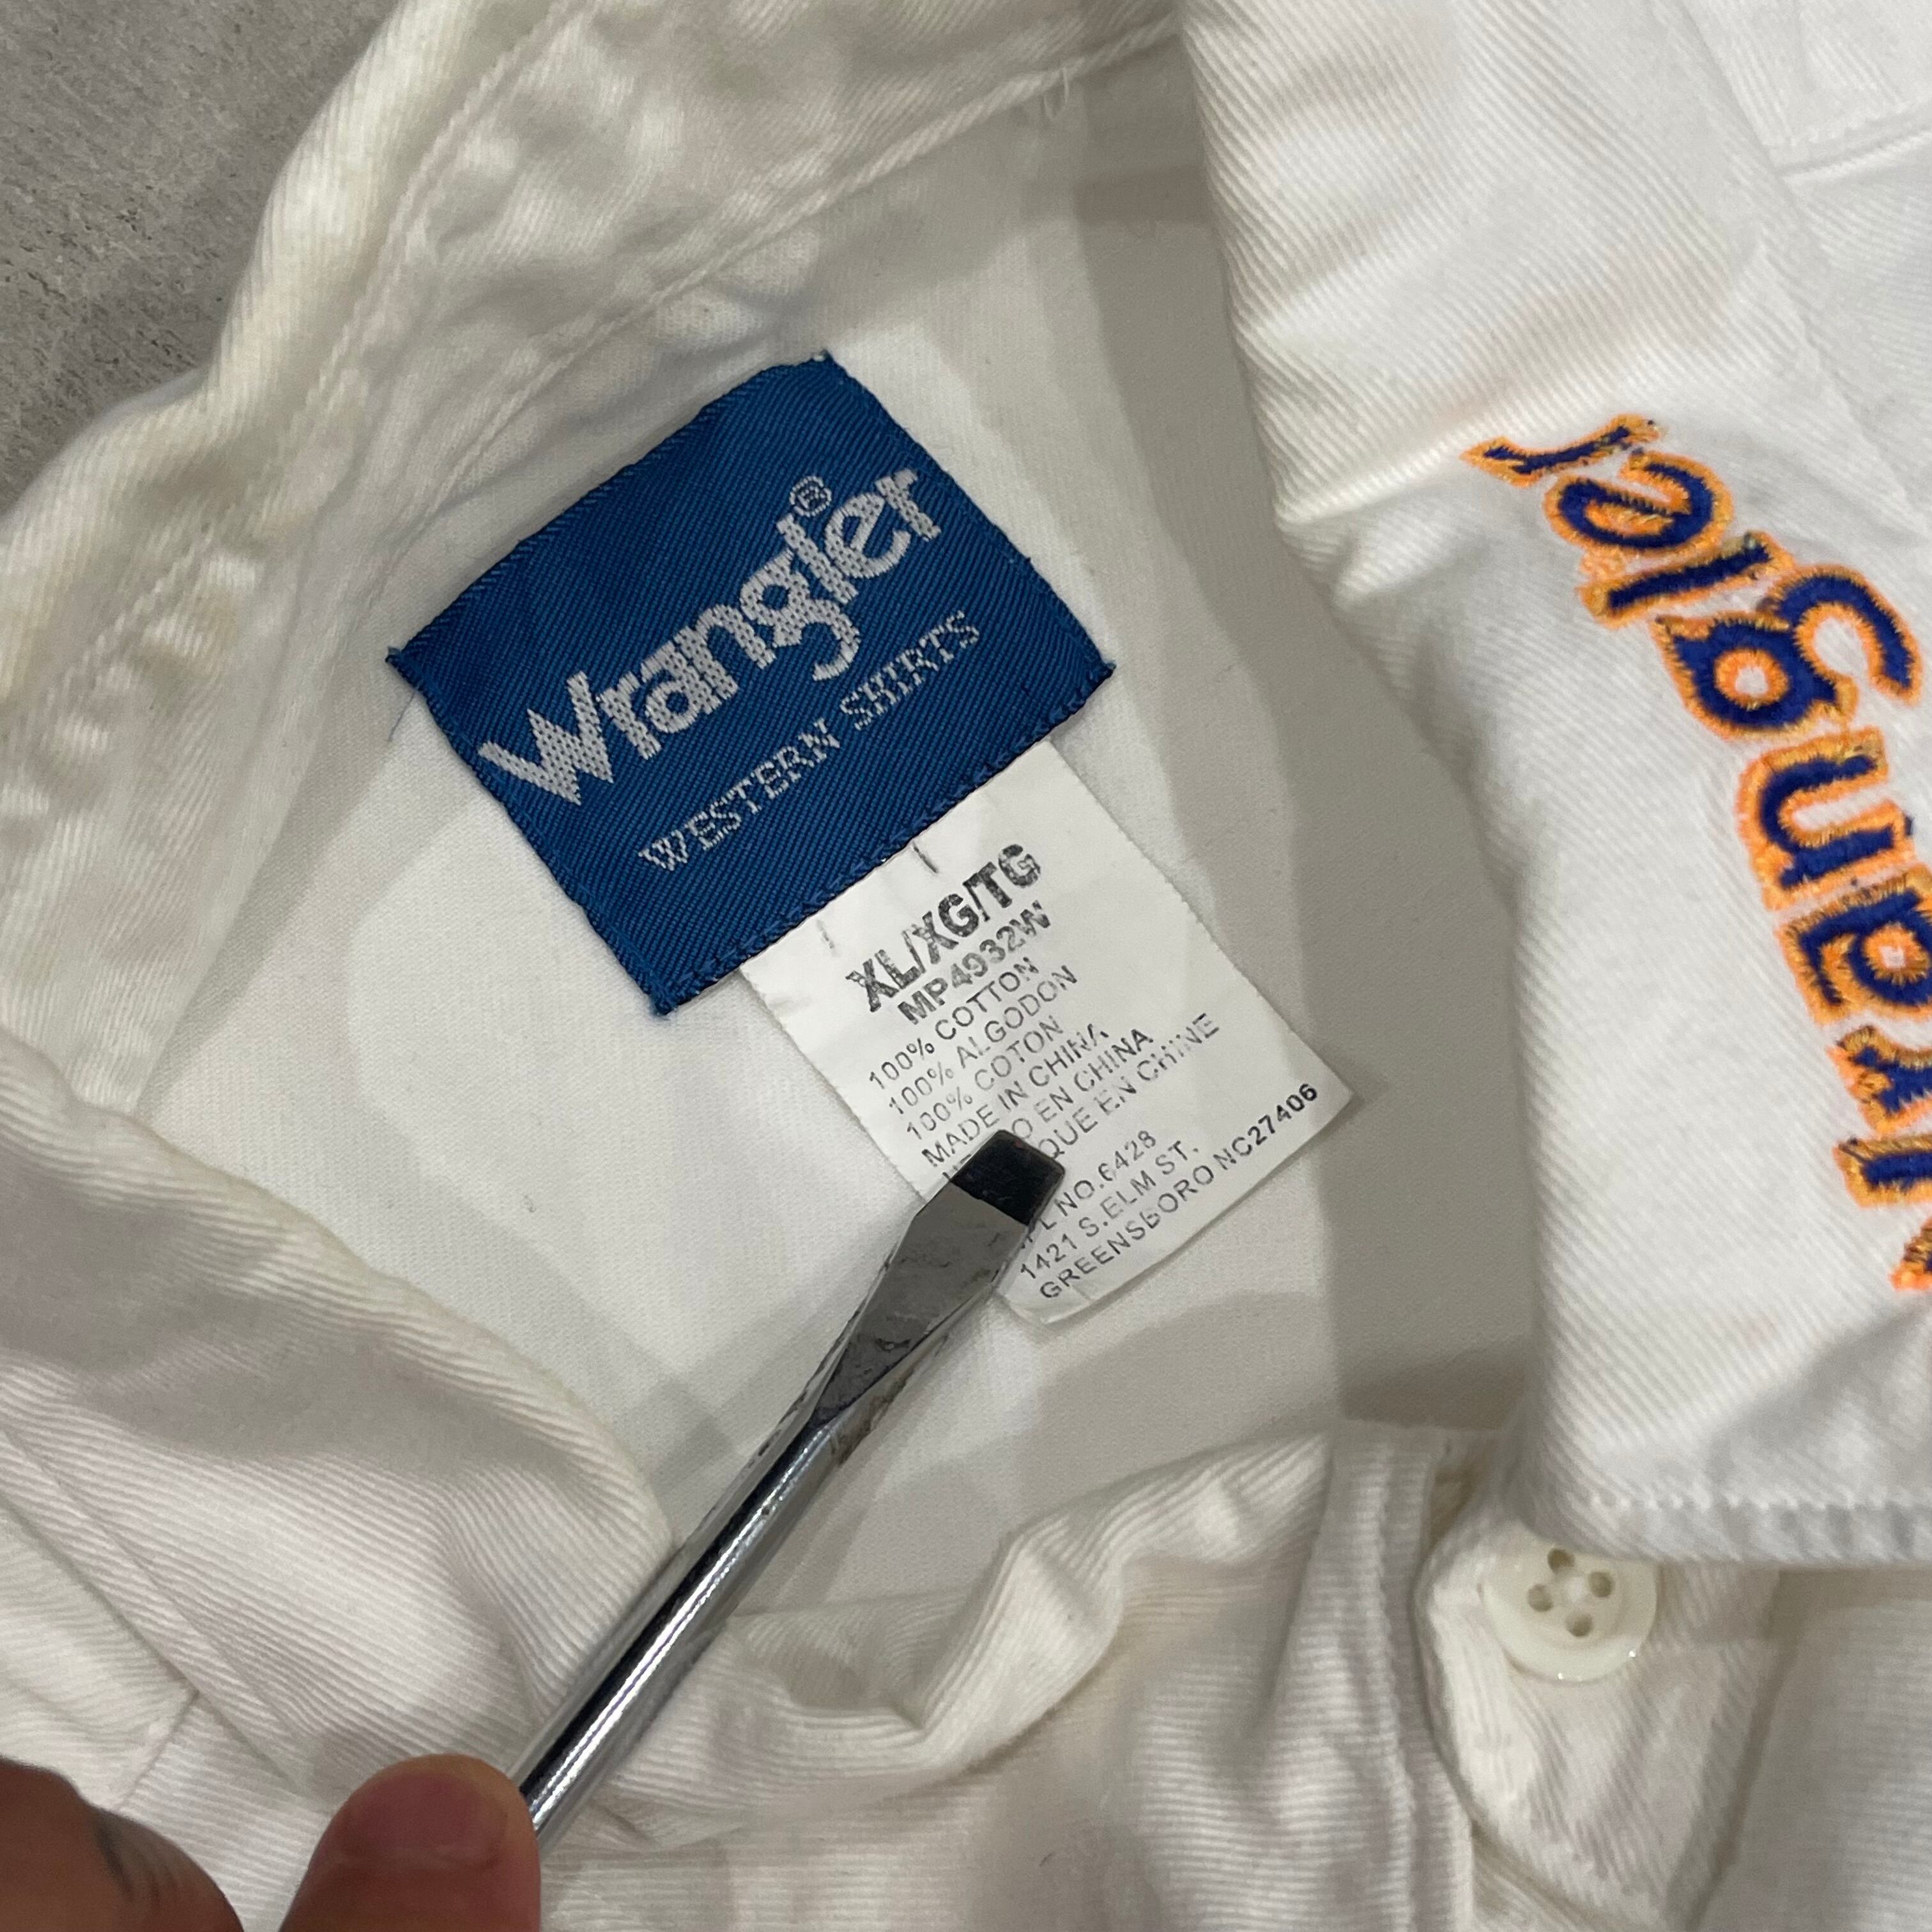 Wrangler®
WESTERN SHIRTS
XL/XG/TG
MP4932W
100% COTTON
100% ALGODON
100% COTON
MADE IN CHINA
EN CHINA
EN CHINE
NO.6428
1421 S.ELM ST.
GREENSBORO NC27406
Wrangler